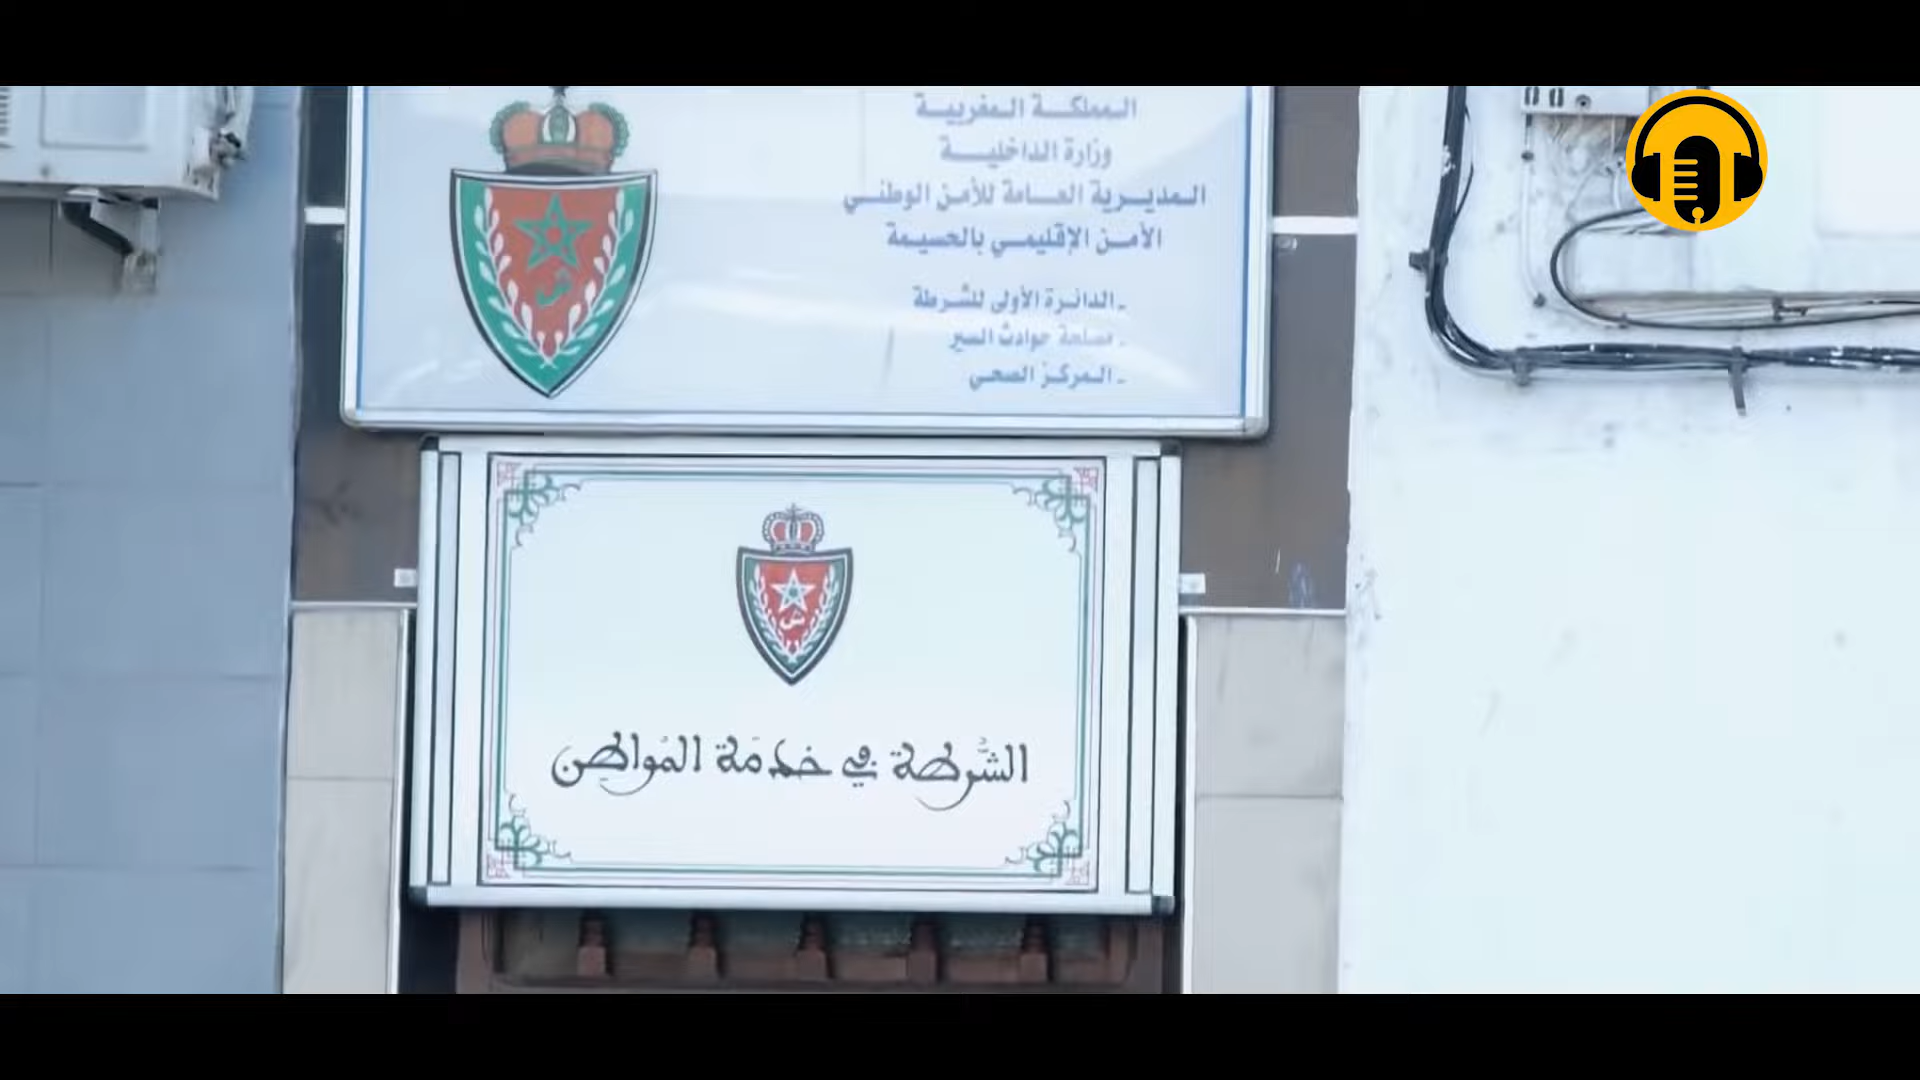 المملكة المغربية
وزارة الداخلية
المديرية العامة للأمن الوطني
الأمن الإقليمي بالحسيمة
- الدائرة الأولى للشرطة
- مصلحة حوادث السير
- المركز الصحي
ش
ش
الشرطة في خدمة المواطن